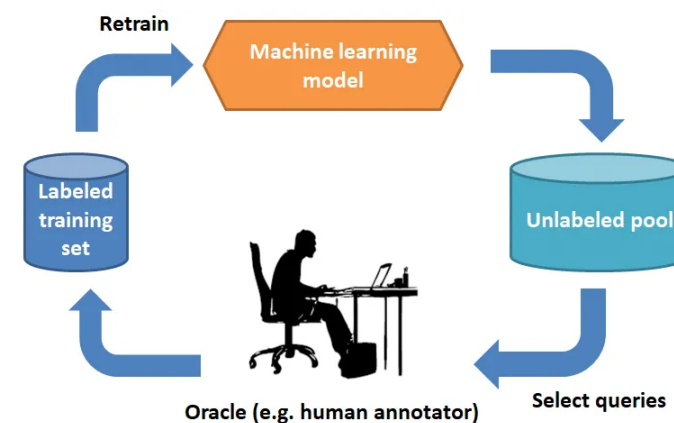 Retrain
Machine learning
model
Labeled
training
set
Unlabeled pool
Select queries
Oracle (e.g. human annotator)